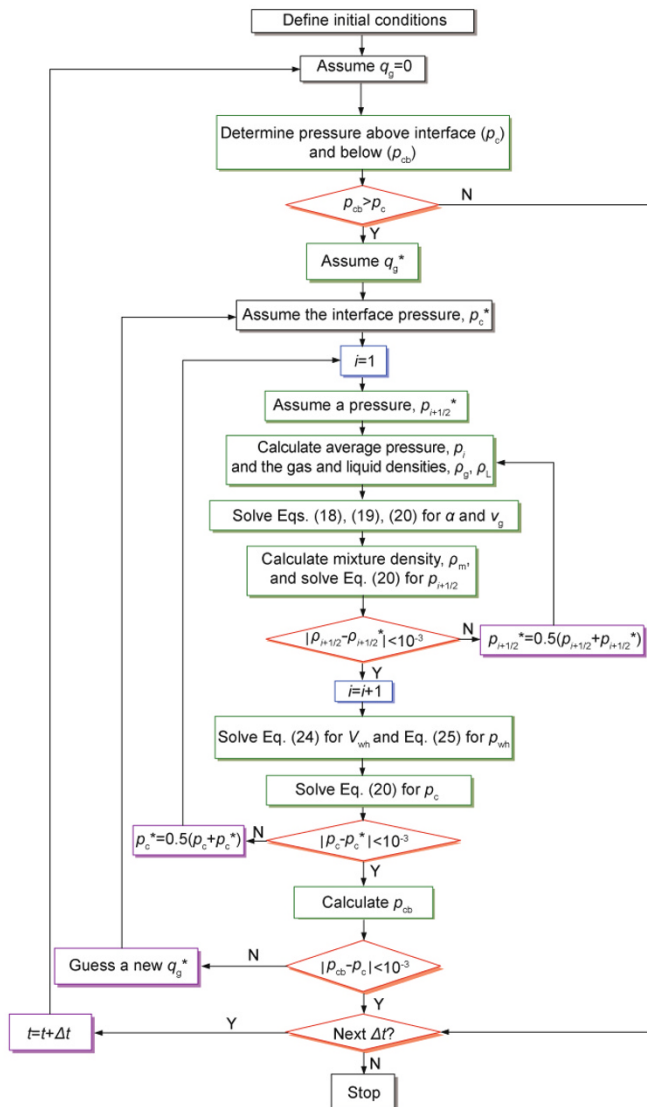 Define initial conditions
Assume q_g=0
Determine pressure above interface (p_c)
and below (p_cb)
p_cb>p_c
N
Y
Assume q_g*
Assume the interface pressure, p_c*
i=1
Assume a pressure, p_i+1/2*
Calculate average pressure, p_i
and the gas and liquid densities, ρ_g, ρ_L
Solve Eqs. (18), (19), (20) for α and v_g
Calculate mixture density, ρ_m,
and solve Eq. (20) for p_i+1/2
|ρ_i+1/2-ρ_i+1/2*|<10⁻³
N
p_i+1/2*=0.5(p_i+1/2+p_i+1/2*)
Y
i=i+1
Solve Eq. (24) for V_wh and Eq. (25) for p_wh
Solve Eq. (20) for p_c
p_c*=0.5(p_c+p_c*)
N
|p_c-p_c*|<10⁻³
Y
Calculate p_cb
Guess a new q_g*
N
|p_cb-p_c|<10⁻³
Y
t=t+Δt
Y
Next Δt?
N
Stop